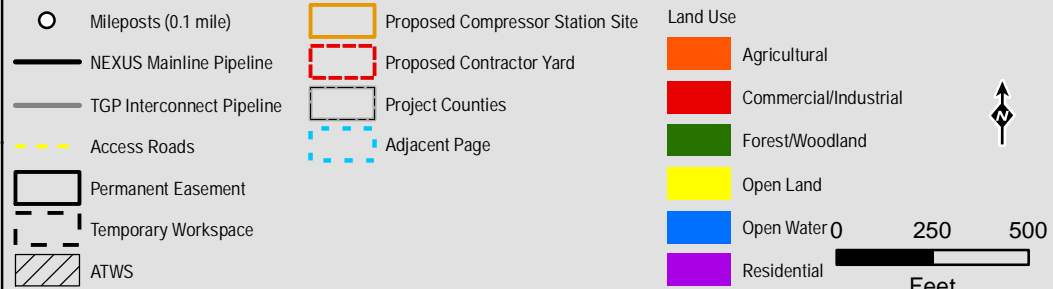 Mileposts (0.1 mile)
NEXUS Mainline Pipeline
TGP Interconnect Pipeline
Access Roads
Permanent Easement
Temporary Workspace
ATWS
Proposed Compressor Station Site
Proposed Contractor Yard
Project Counties
Adjacent Page
Land Use
Agricultural
Commercial/Industrial
Forest/Woodland
Open Land
Open Water
Residential
N
0 250 500
Feet